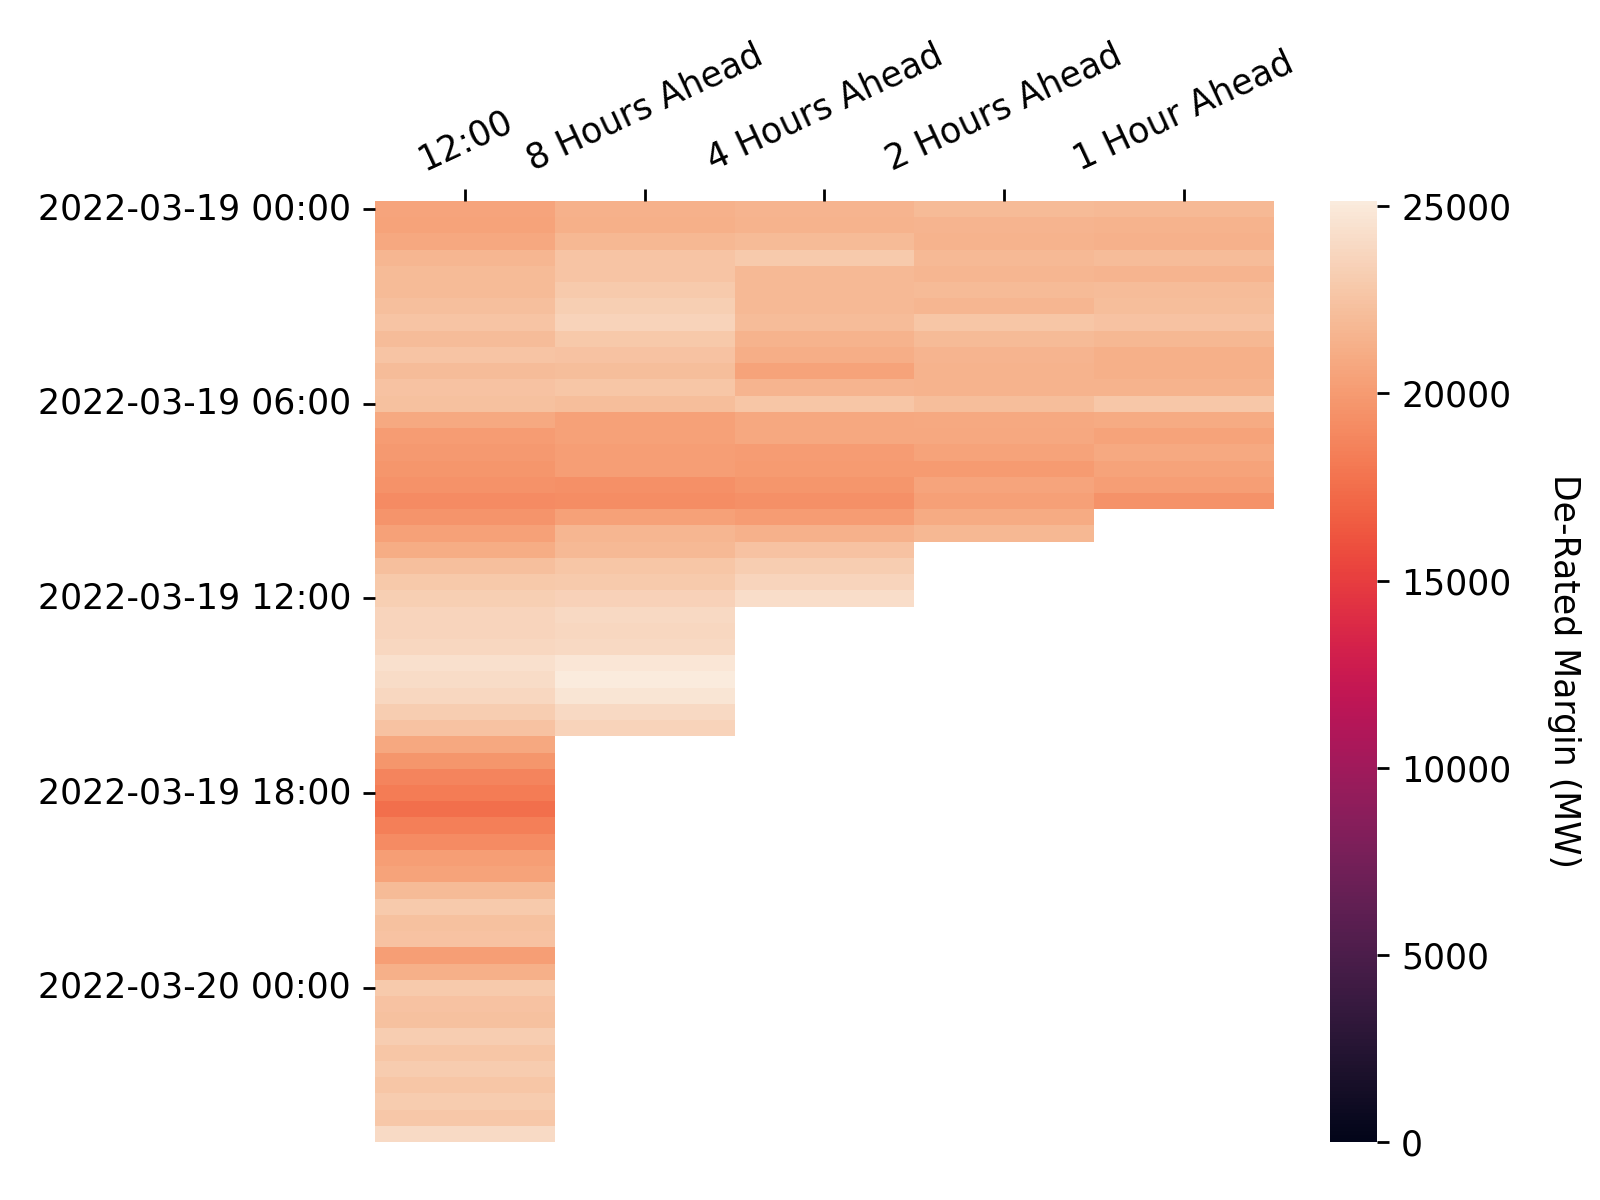 12:00
8 Hours Ahead
4 Hours Ahead
2 Hours Ahead
1 Hour Ahead
2022-03-19 00:00
2022-03-19 06:00
2022-03-19 12:00
2022-03-19 18:00
2022-03-20 00:00
25000
20000
15000
10000
5000
0
De-Rated Margin (MW)